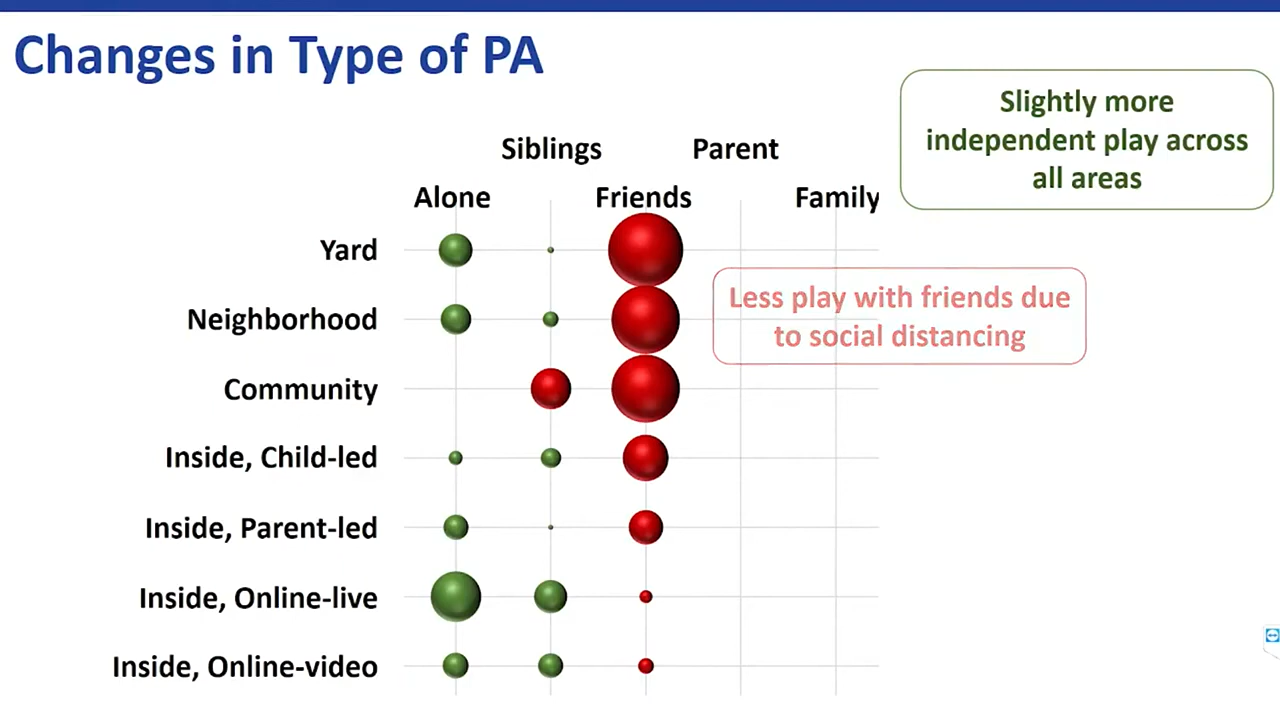 Changes in Type of PA
Slightly more
independent play across
all areas
Siblings
Parent
Alone
Friends
Family
Yard
Less play with friends due
to social distancing
Neighborhood
Community
Inside, Child-led
Inside, Parent-led
Inside, Online-live
Inside, Online-video